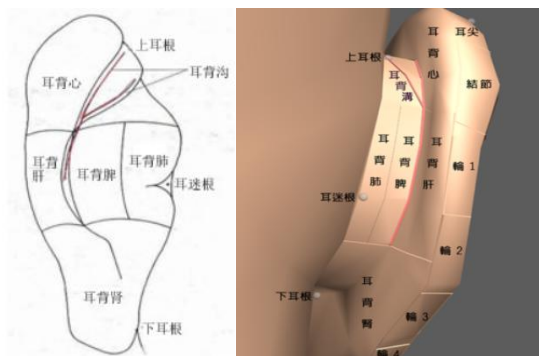 上耳根
耳背沟
耳背心
耳背肝
耳背脾
耳背肺
耳迷根
耳背肾
下耳根
上耳根
耳背心
耳尖
耳背溝
結節
耳背肺
耳背脾
耳背肝
輪1
耳迷根
輪2
下耳根
耳背腎
輪3
輪4